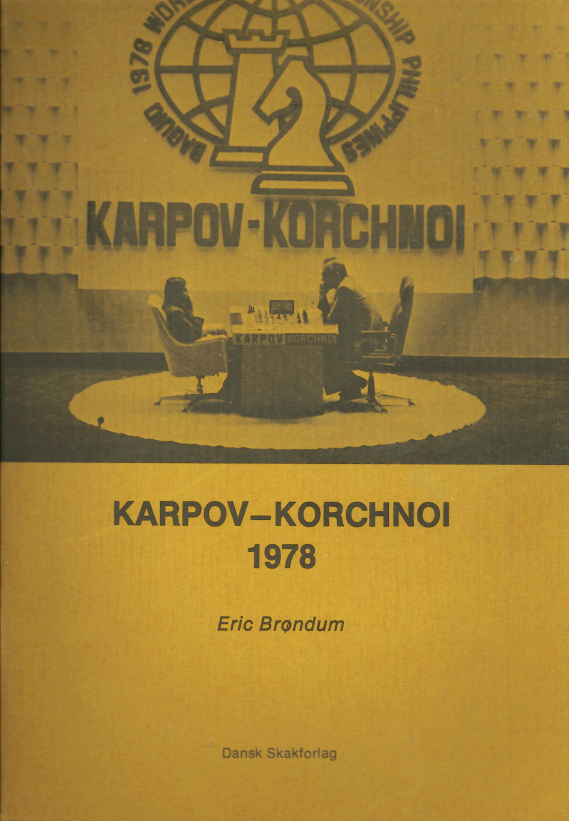 BAGUIO 1978 WORLD CHAMPIONSHIP PHILIPPINES
KARPOV-KORCHNOI
KARPOV KORCHNOI
KARPOV–KORCHNOI
1978
Eric Brøndum
Dansk Skakforlag